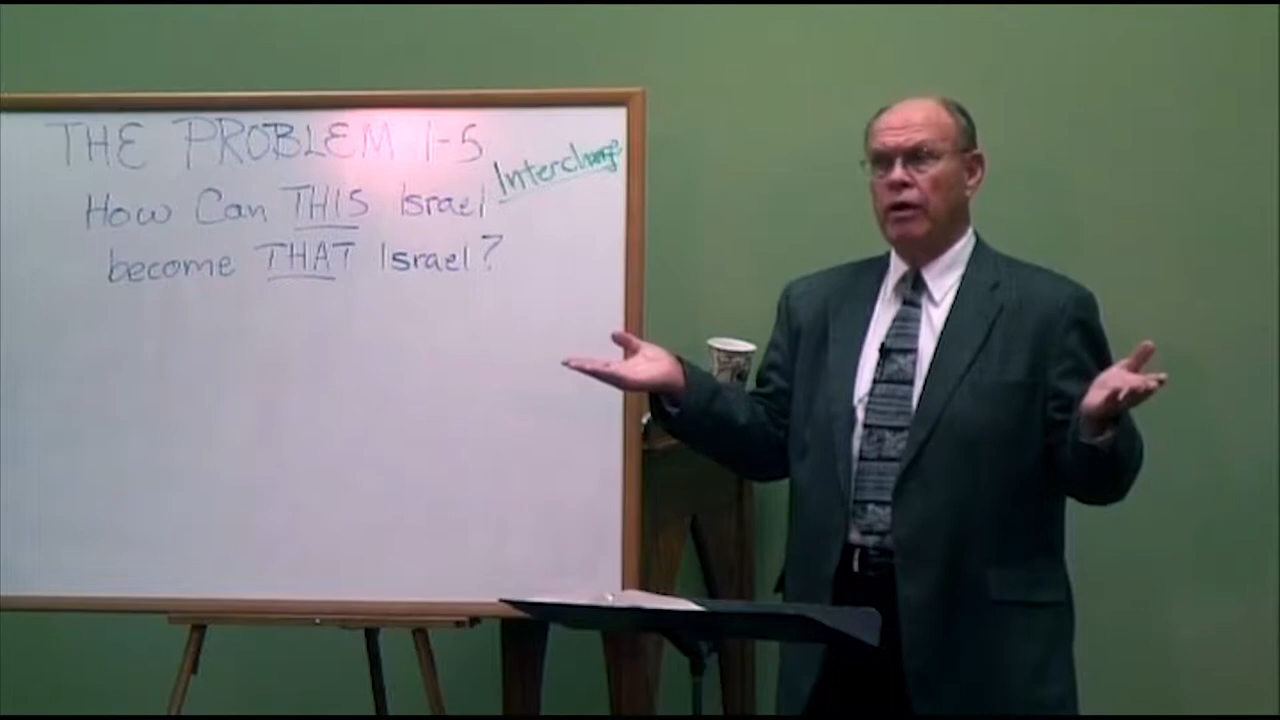 THE PROBLEM 1-5
Interchange
How Can THIS Israel
become THAT Israel?